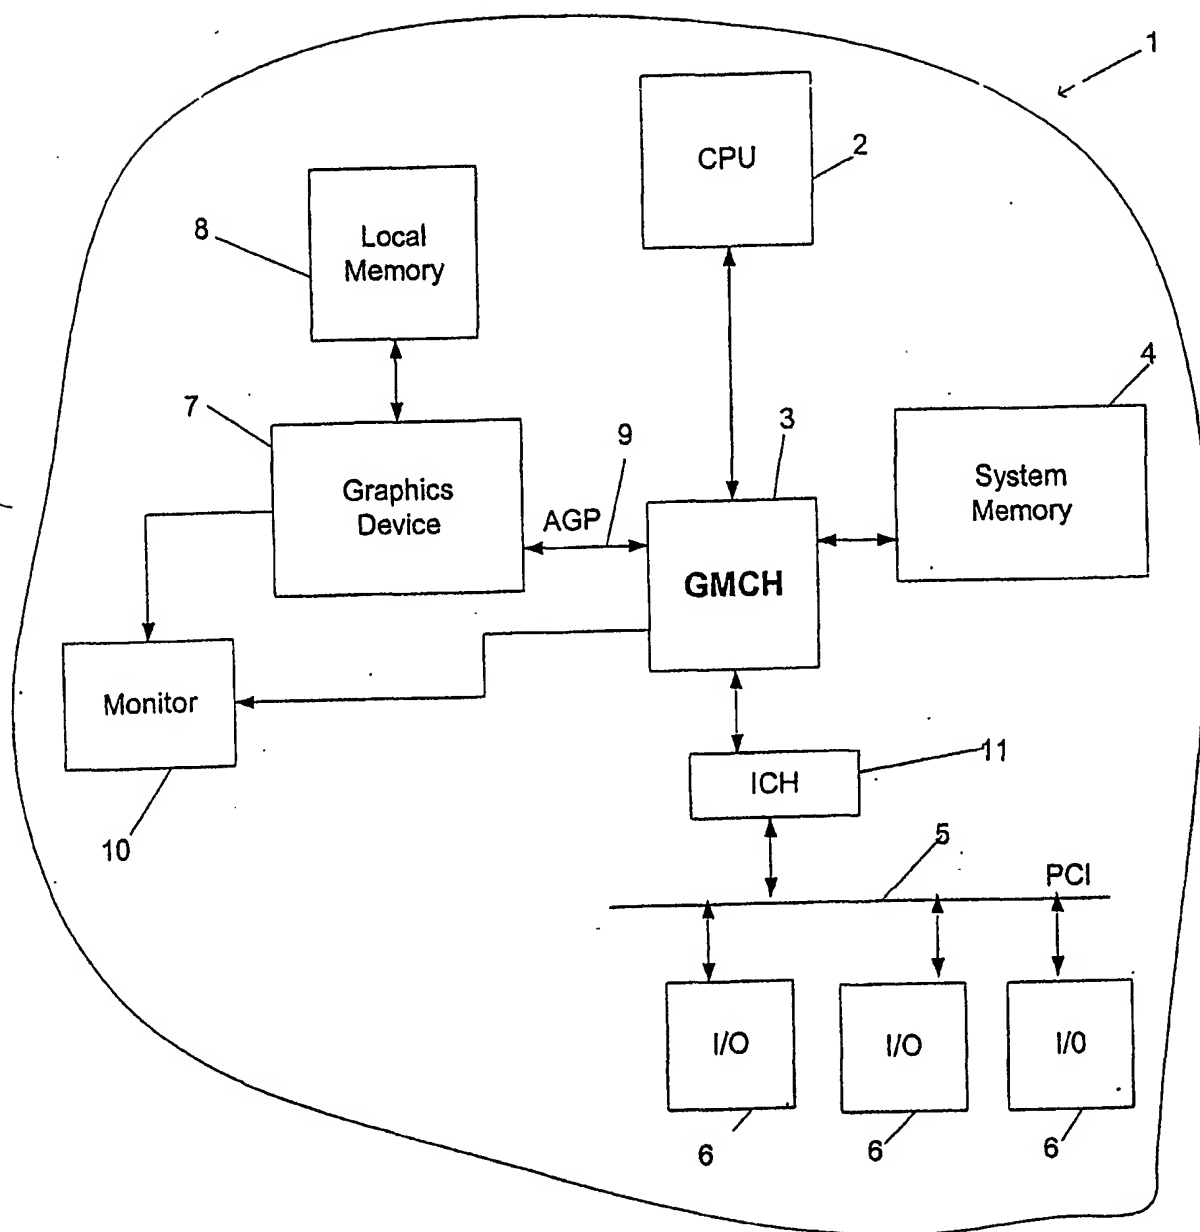 1
CPU
2
8
Local
Memory
7
Graphics
Device
AGP
9
3
4
System
Memory
GMCH
Monitor
10
ICH
11
5
PCI
I/O
I/O
I/0
6
6
6